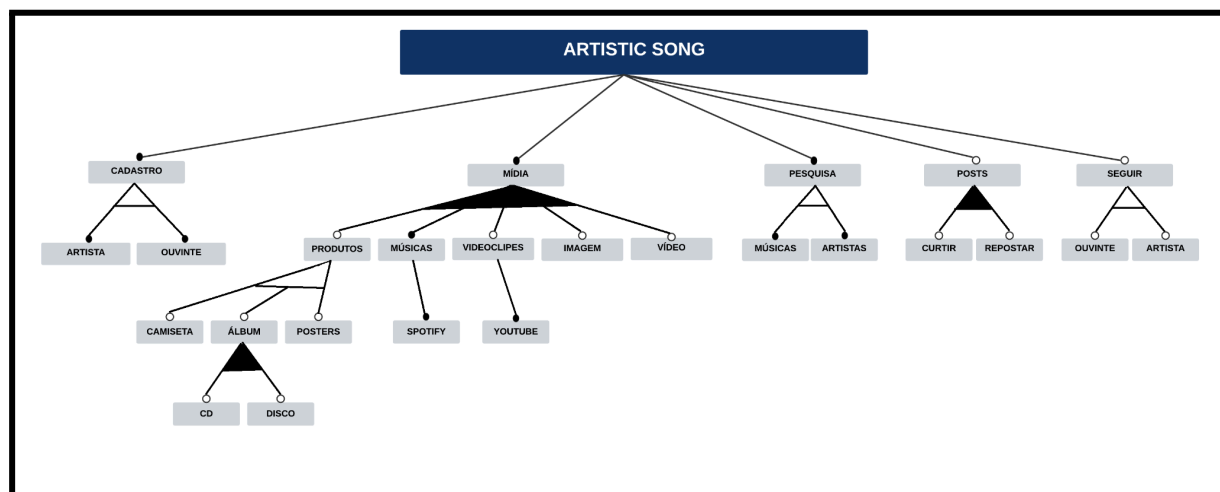 ARTISTIC SONG
CADASTRO
MÍDIA
PESQUISA
POSTS
SEGUIR
ARTISTA
OUVINTE
PRODUTOS
MÚSICAS
VIDEOCLIPES
IMAGEM
VÍDEO
MÚSICAS
ARTISTAS
CURTIR
REPOSTAR
OUVINTE
ARTISTA
CAMISETA
ÁLBUM
POSTERS
SPOTIFY
YOUTUBE
CD
DISCO